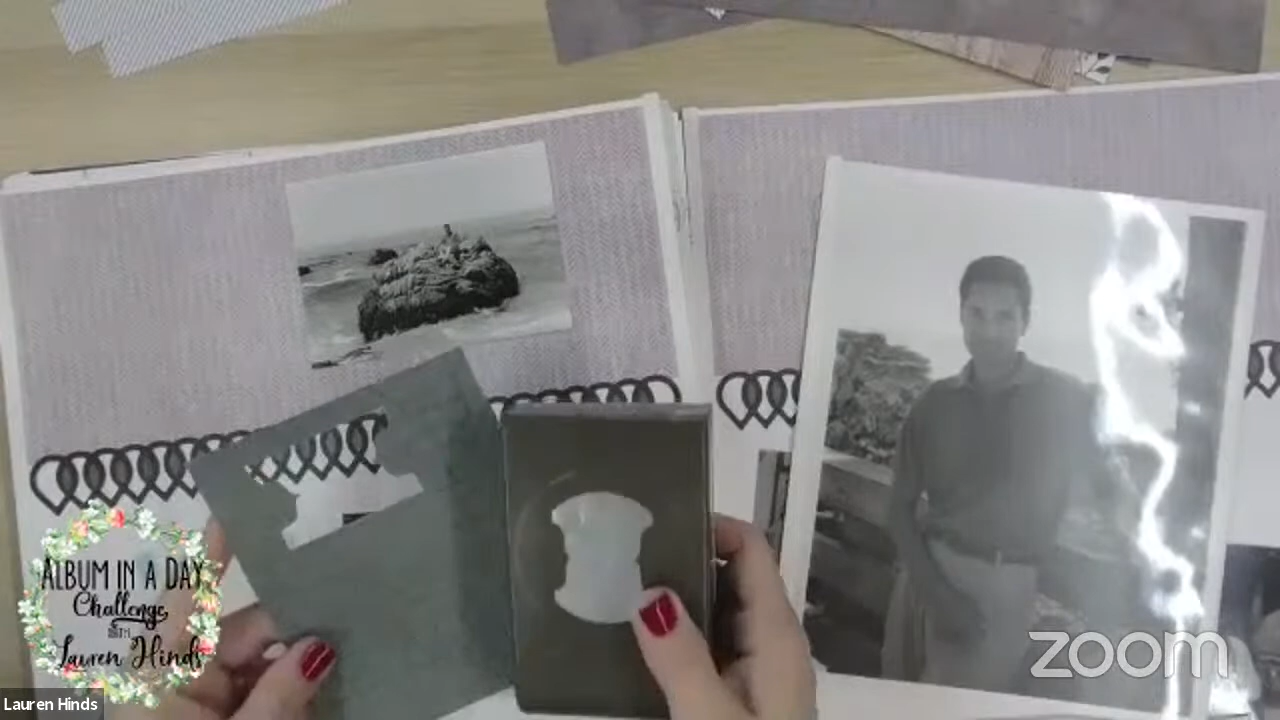 ALBUM IN A DAY
Challenge
WITH
Lauren Hinds
Lauren Hinds
zoom